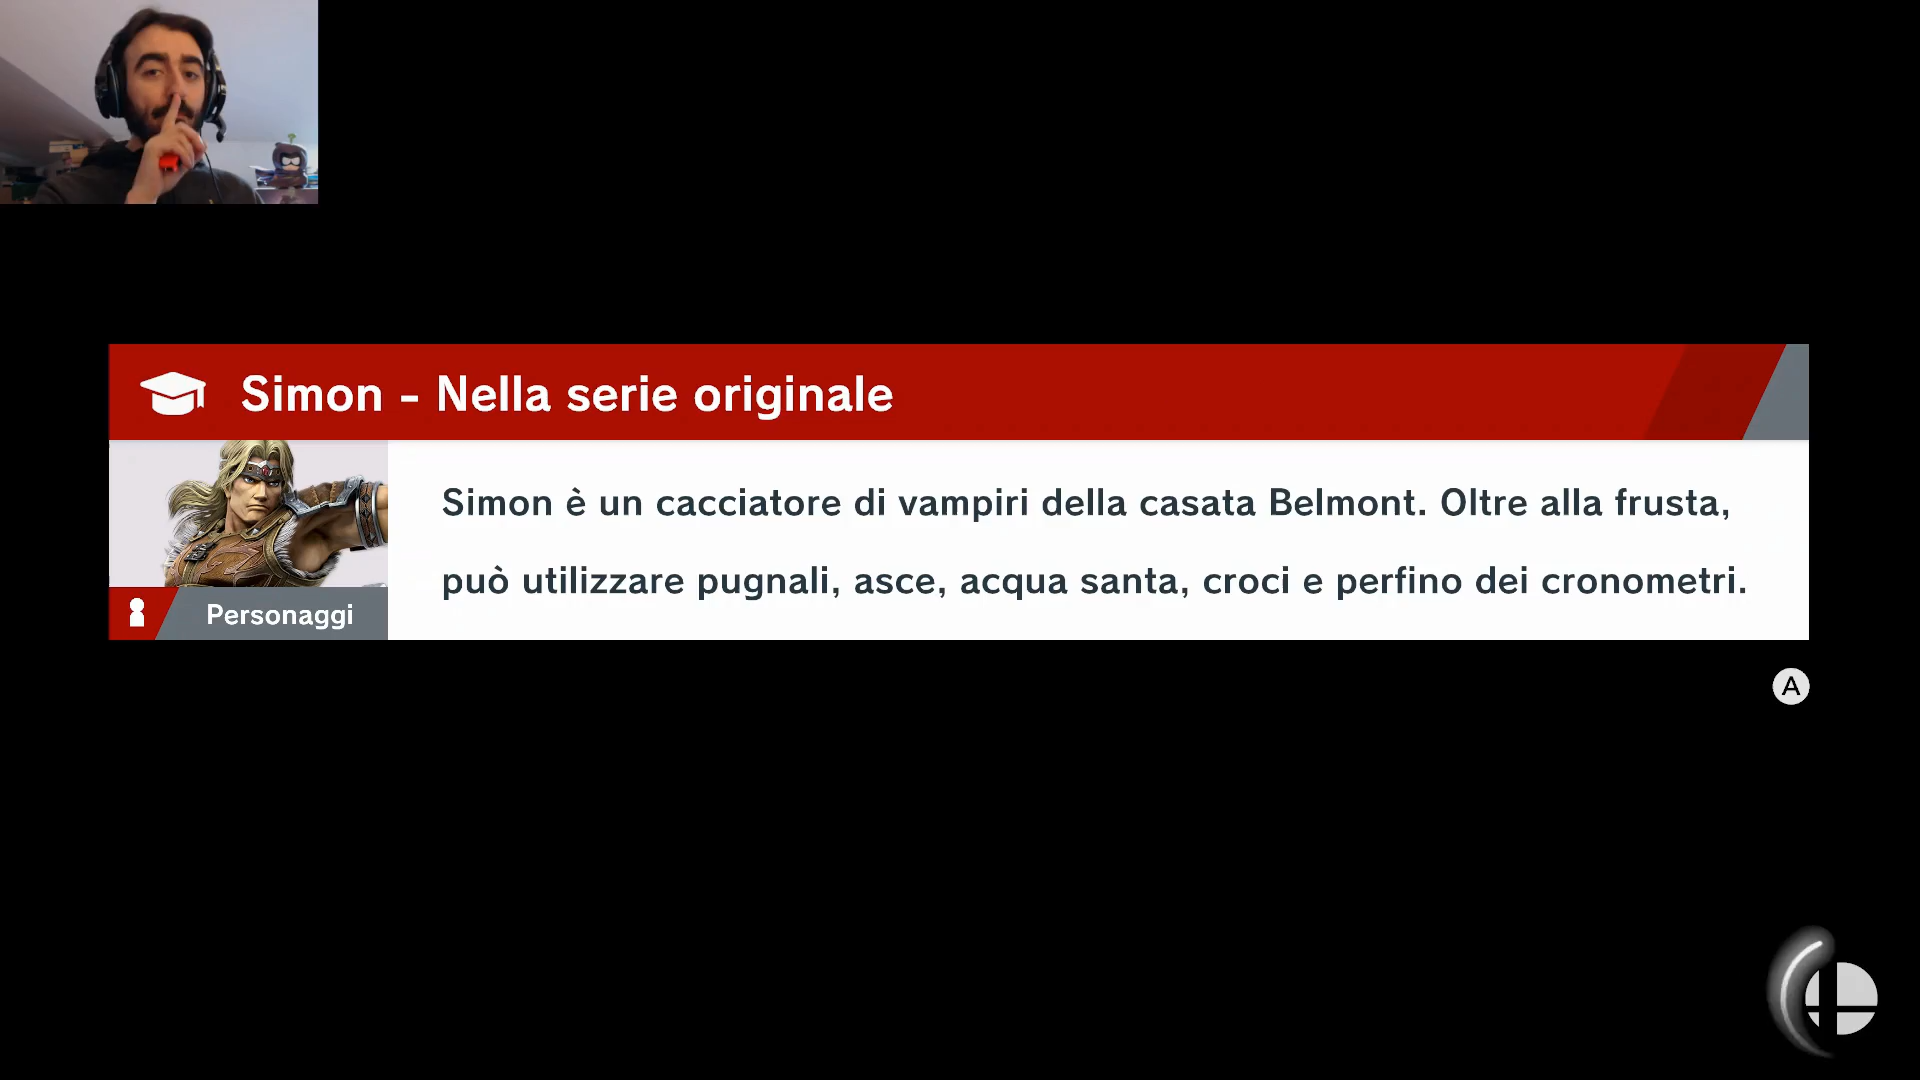 Simon - Nella serie originale
Simon è un cacciatore di vampiri della casata Belmont. Oltre alla frusta,
può utilizzare pugnali, asce, acqua santa, croci e perfino dei cronometri.
Personaggi
A